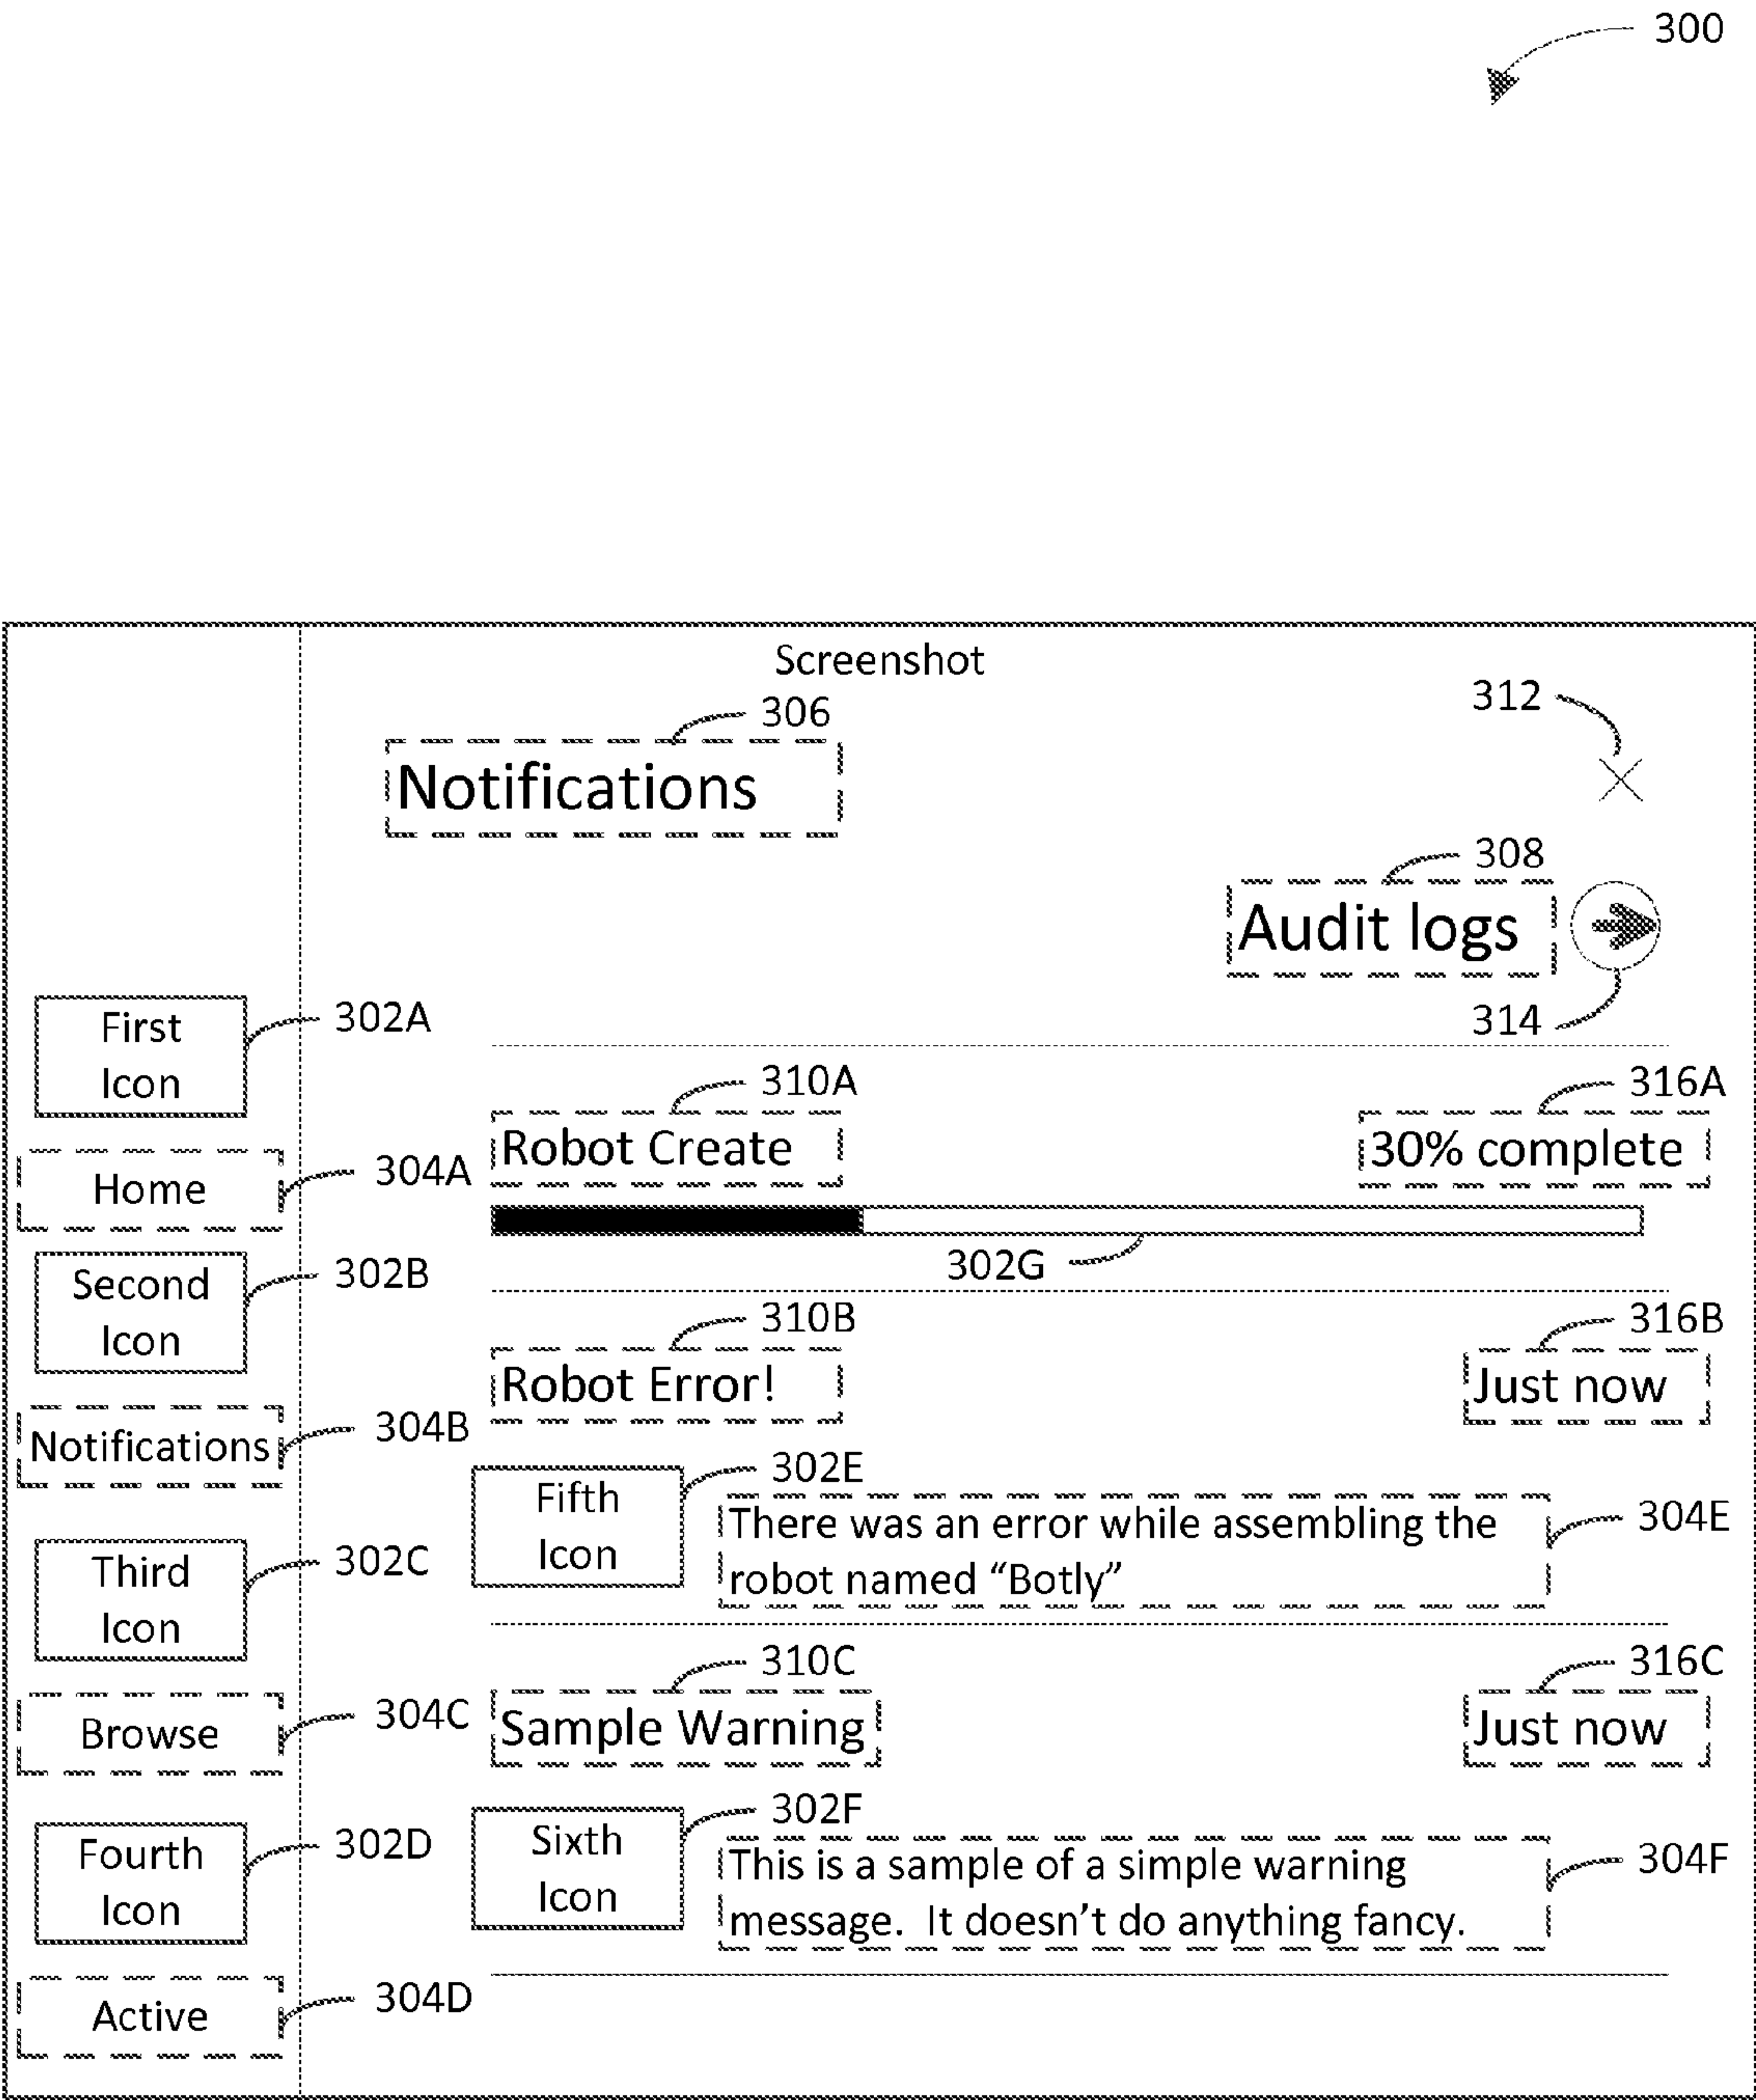 300
Screenshot
306
312
Notifications
308
Audit logs
314
First
Icon
302A
310A
316A
Robot Create
30% complete
Home
304A
302G
Second
Icon
302B
310B
316B
Robot Error!
Just now
Notifications
304B
302E
Fifth
Icon
There was an error while assembling the
robot named “Botly”
304E
Third
Icon
302C
310C
316C
Sample Warning
Just now
Browse
304C
302F
Sixth
Icon
This is a sample of a simple warning
message. It doesn’t do anything fancy.
304F
Fourth
Icon
302D
Active
304D